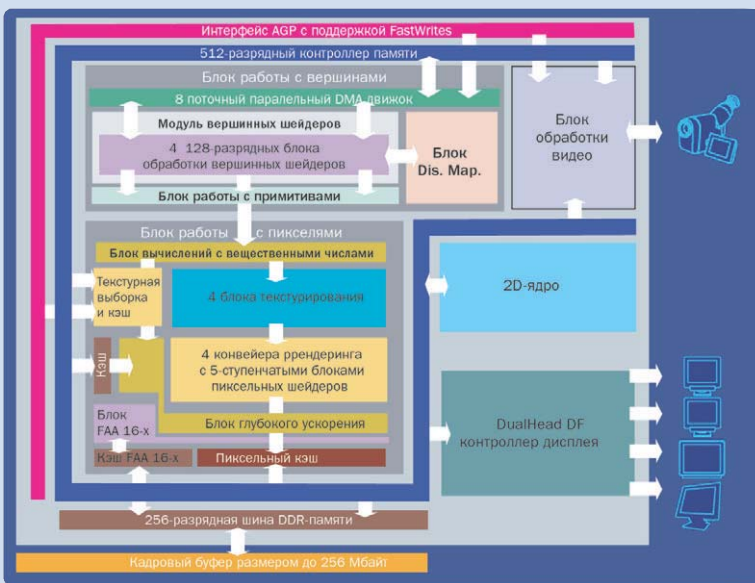 Интерфейс AGP с поддержкой FastWrites
512-разрядный контроллер памяти
Блок работы с вершинами
8 поточный паралельный DMA движок
Модуль вершинных шейдеров
4 128-разрядных блока
обработки вершинных шейдеров
Блок работы с примитивами
Блок
Dis. Map.
Блок
обработки
видео
Блок работы с пикселями
Блок вычислений с вещественными числами
Текстурная
выборка
и кэш
4 блока текстурирования
2D-ядро
Кэш
4 конвейера ррендеринга
с 5-ступенчатыми блоками
пиксельных шейдеров
Блок
FAA 16-x
Блок глубокого ускорения
Кэш FAA 16-x
Пиксельный кэш
DualHead DF
контроллер дисплея
256-разрядная шина DDR-памяти
Кадровый буфер размером до 256 Мбайт